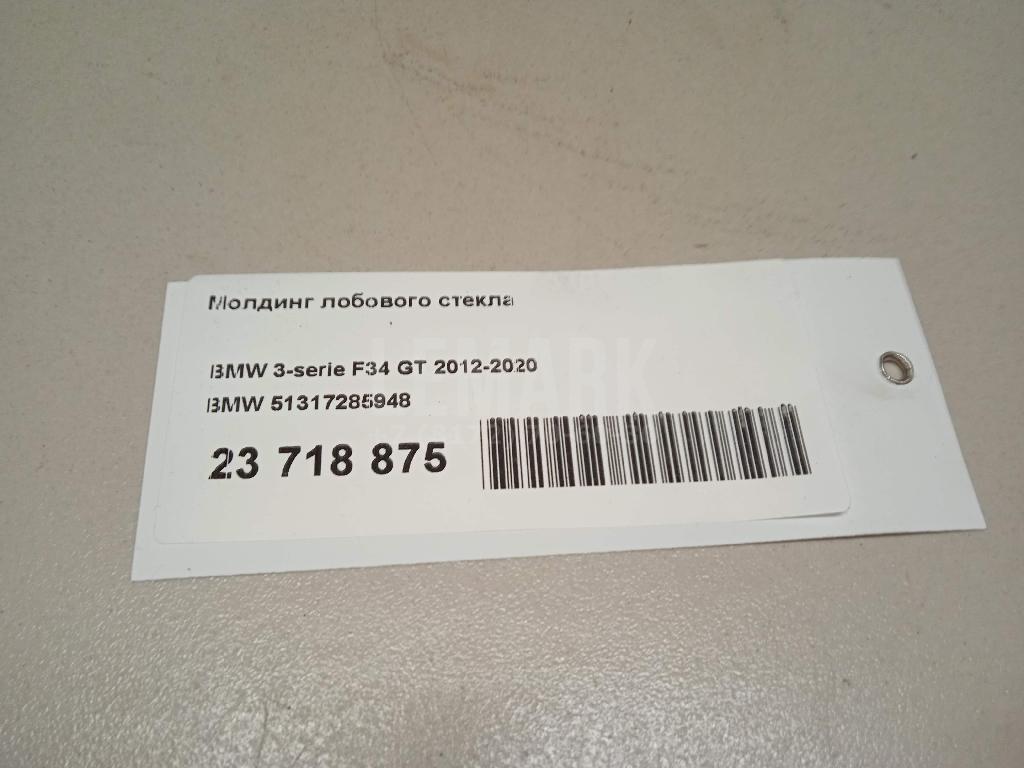 Молдинг лобового стекла
BMW 3-serie F34 GT 2012-2020
BMW 51317285948
23 718 875
LEMARK